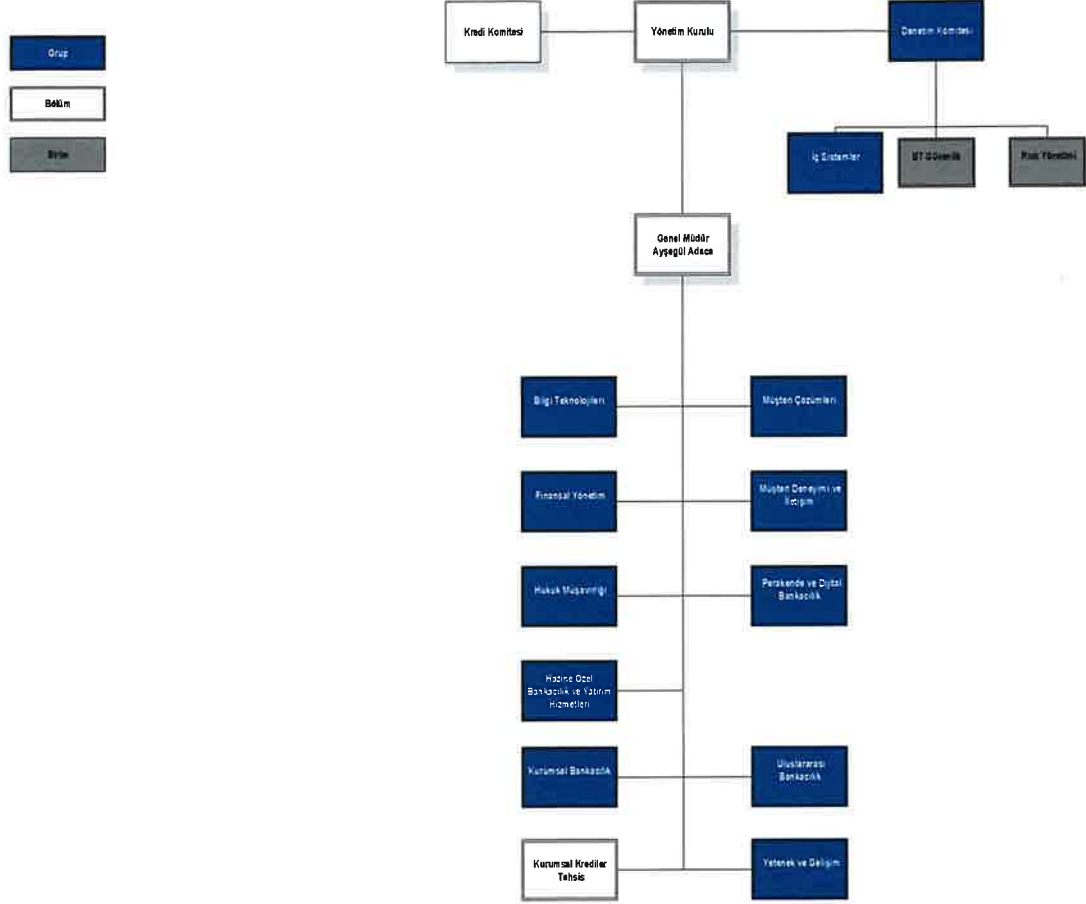 Kredi Komitesi
Yönetim Kurulu
Denetim Komitesi
Grup
Bölüm
Birim
İç Sistemler
BT Güvenlik
Risk Yönetimi
Genel Müdür
Ayşegül Adaca
Bilgi Teknolojileri
Müşteri Çözümleri
Finansal Yönetim
Müşteri Deneyimi ve
İletişim
Hukuk Müşavirliği
Perakende ve Dijital
Bankacılık
Hazine Özel
Bankacılık ve Yatırım
Hizmetleri
Kurumsal Bankacılık
Uluslararası
Bankacılık
Kurumsal Krediler
Tahsis
Yetenek ve Gelişim